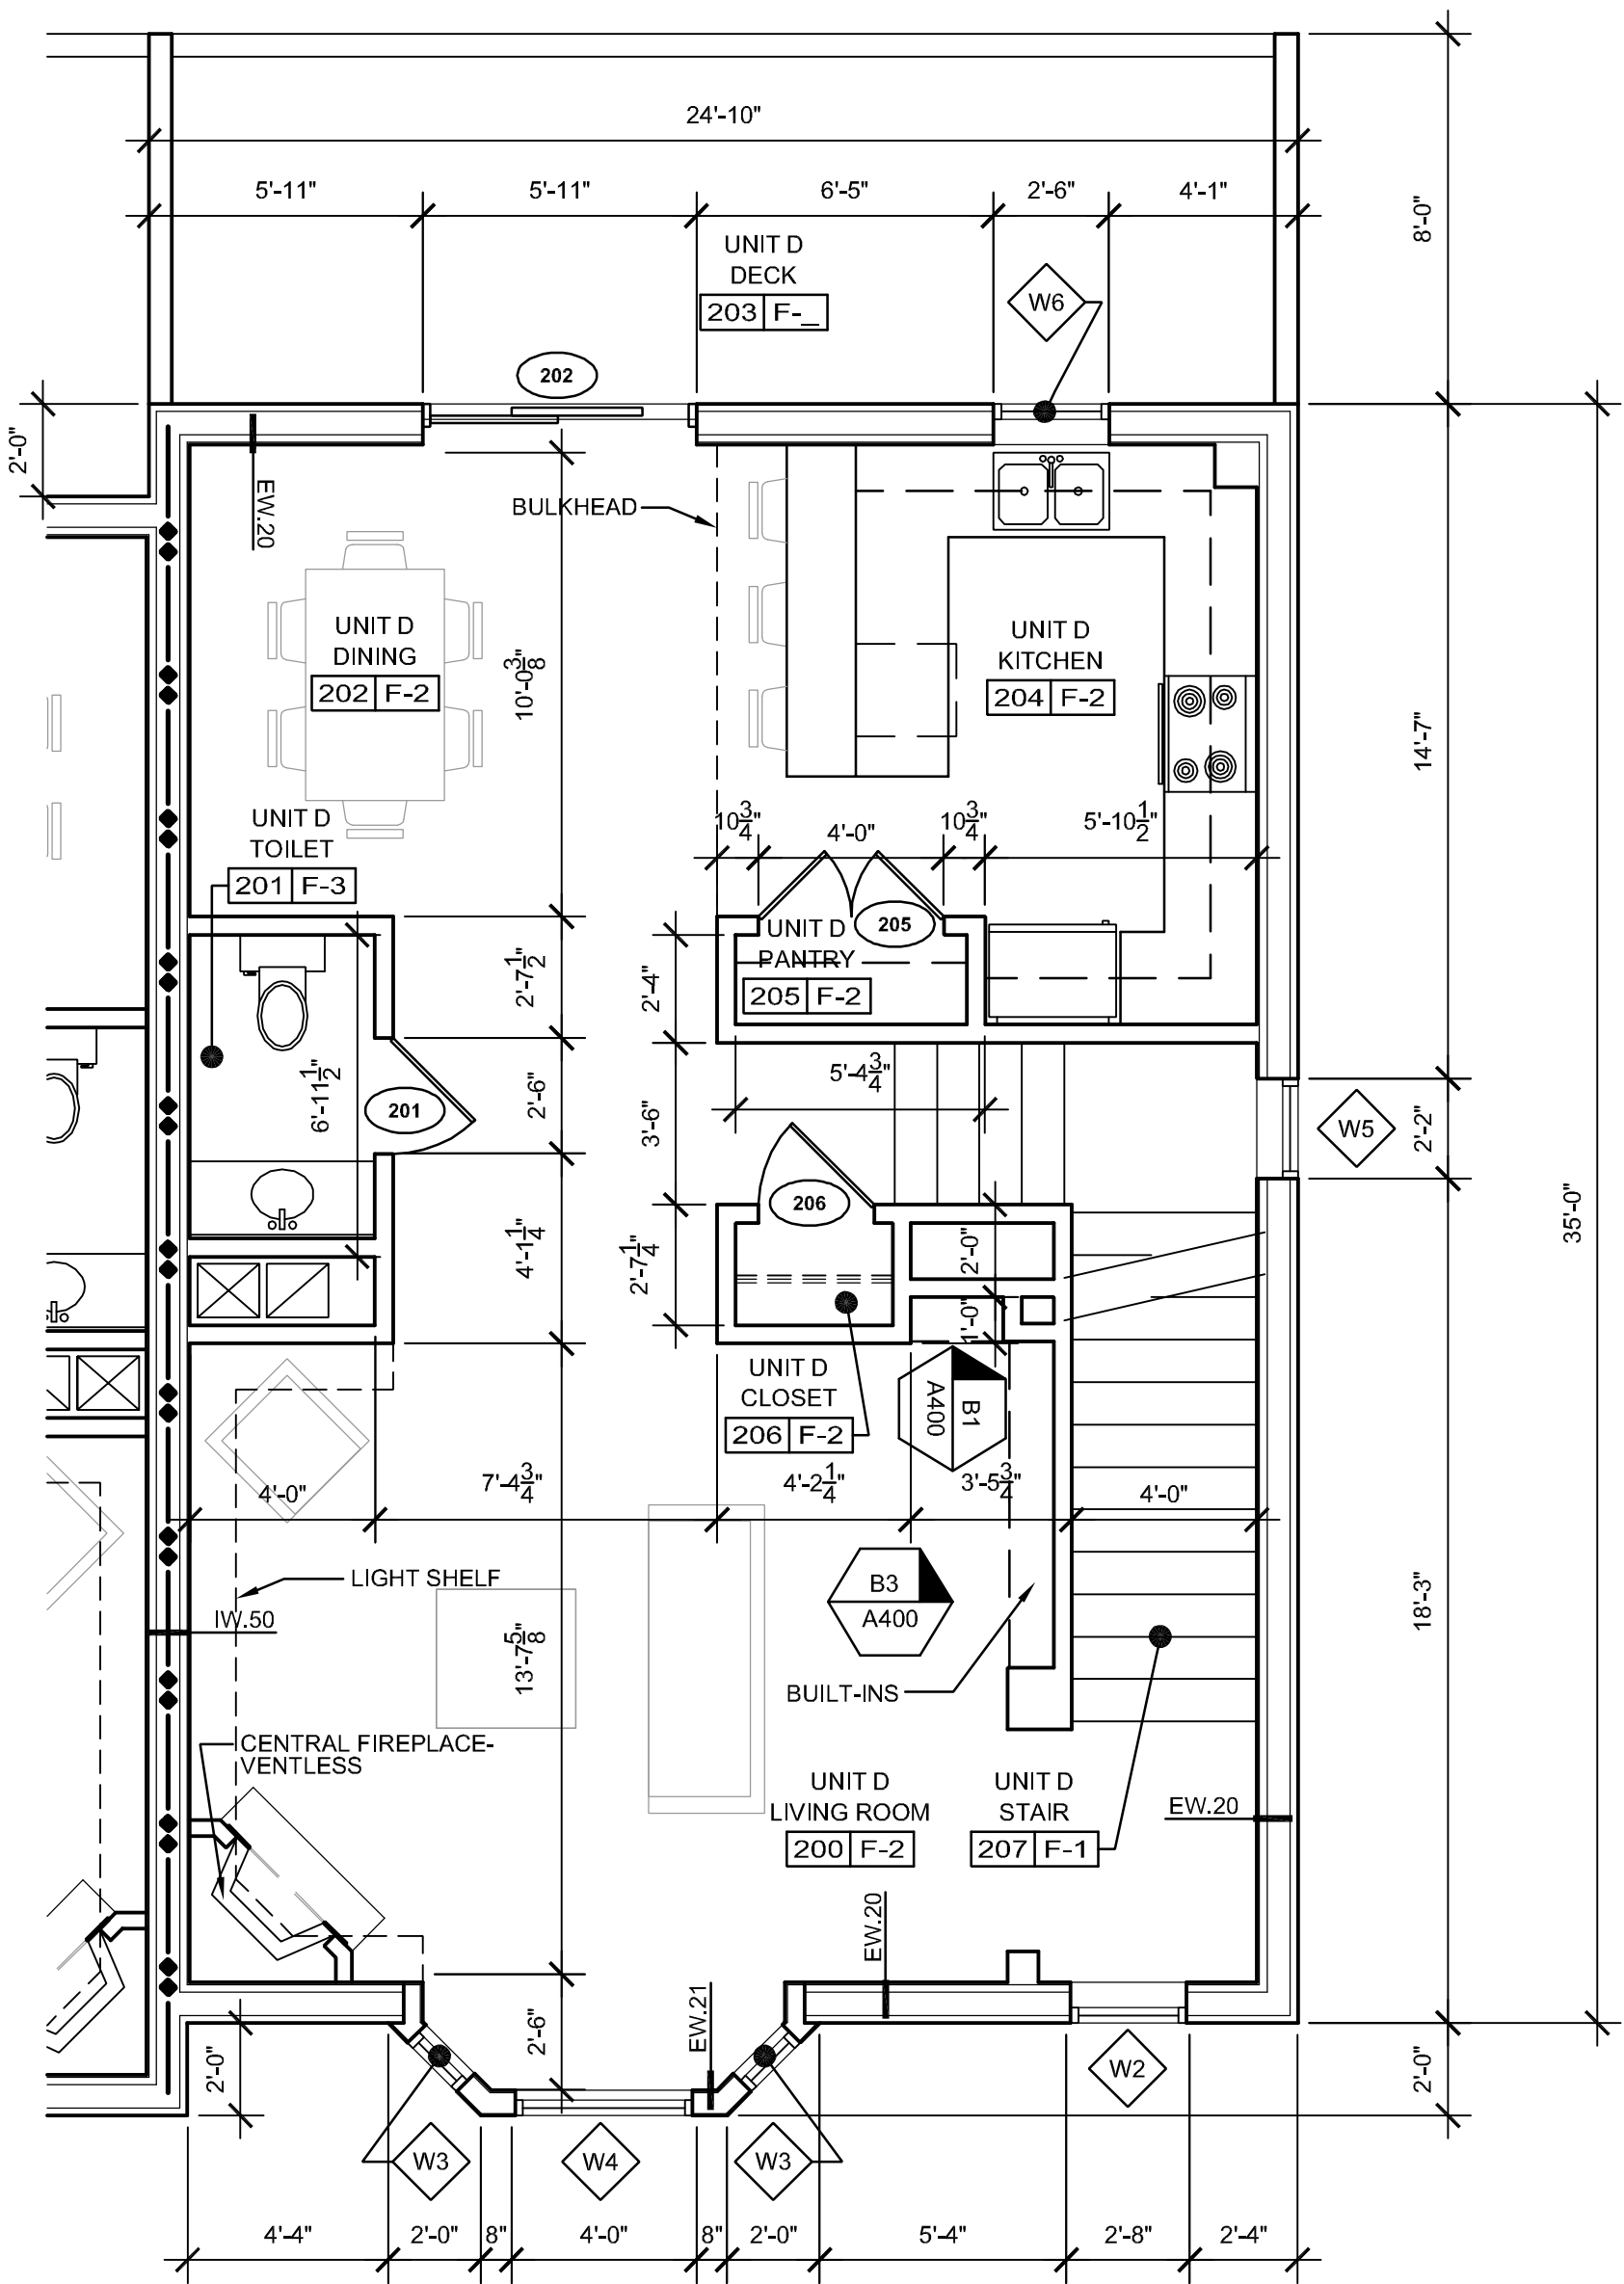 24'-10"
5'-11"
5'-11"
6'-5"
2'-6"
4'-1"
8'-0"
UNIT D
DECK
203 F-_
W6
202
2'-0"
EW.20
BULKHEAD
UNIT D
DINING
202 F-2
10'-0 3/8"
UNIT D
KITCHEN
204 F-2
14'-7"
35'-0"
UNIT D
TOILET
201 F-3
10 3/4"
4'-0"
10 3/4"
5'-10 1/2"
UNIT D
PANTRY
205 F-2
205
2'-7 1/2"
2'-4"
6'-11 1/2"
201
2'-6"
3'-6"
5'-4 3/4"
W5
2'-2"
206
4'-1 1/4"
2'-7 1/4"
2'-0"
1'-0"
UNIT D
CLOSET
206 F-2
B1
A400
4'-0"
7'-4 3/4"
4'-2 1/4"
3'-5 3/4"
4'-0"
LIGHT SHELF
IW.50
B3
A400
18'-3"
13'-7 5/8"
BUILT-INS
CENTRAL FIREPLACE-
VENTLESS
UNIT D
LIVING ROOM
200 F-2
UNIT D
STAIR
207 F-1
EW.20
EW.20
EW.21
2'-0"
2'-6"
W2
2'-0"
W3
W4
W3
4'-4"
2'-0"
8"
4'-0"
8"
2'-0"
5'-4"
2'-8"
2'-4"